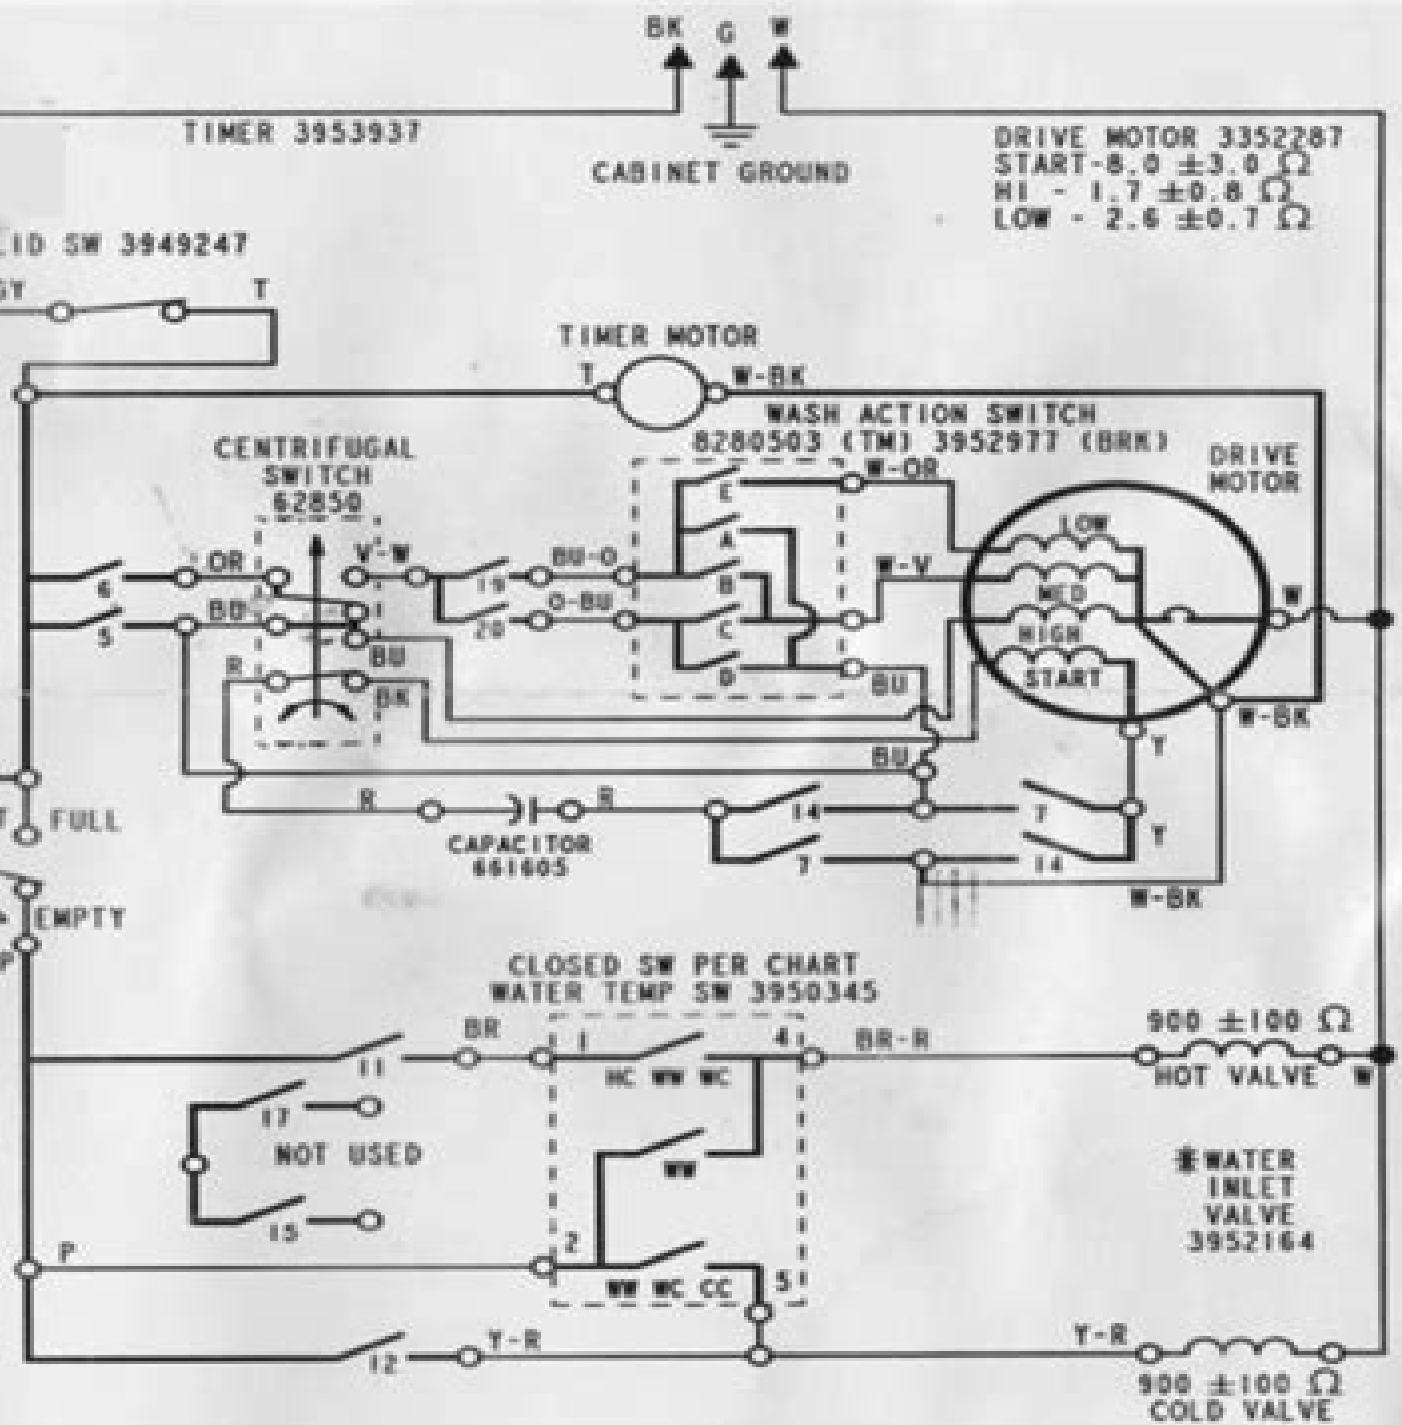 BK G W
TIMER 3953937
CABINET GROUND
DRIVE MOTOR 3352287
START-8.0 ±3.0 Ω
HI - 1.7 ±0.8 Ω
LOW - 2.6 ±0.7 Ω
LID SW 3949247
GY T
TIMER MOTOR
T W-BK
WASH ACTION SWITCH
8280503 (TM) 3952977 (BRK)
CENTRIFUGAL
SWITCH
62850
DRIVE
MOTOR
W-OR
E
LOW
A
OR V-W BU-O W-V
6 19 B MED
BU O-BU W
5 20 C HIGH
R BU D BU START
BK W-BK
BU Y
R R 14 7
FULL
CAPACITOR
661605
7 14 Y
W-BK
EMPTY
P
CLOSED SW PER CHART
WATER TEMP SW 3950345
900 ±100 Ω
BR 1 4 BR-R
11 HC WW WC HOT VALVE W
17
NOT USED
WW
WATER
INLET
VALVE
3952164
15
P 2
WW WC CC 5
Y-R Y-R
12
900 ±100 Ω
COLD VALVE